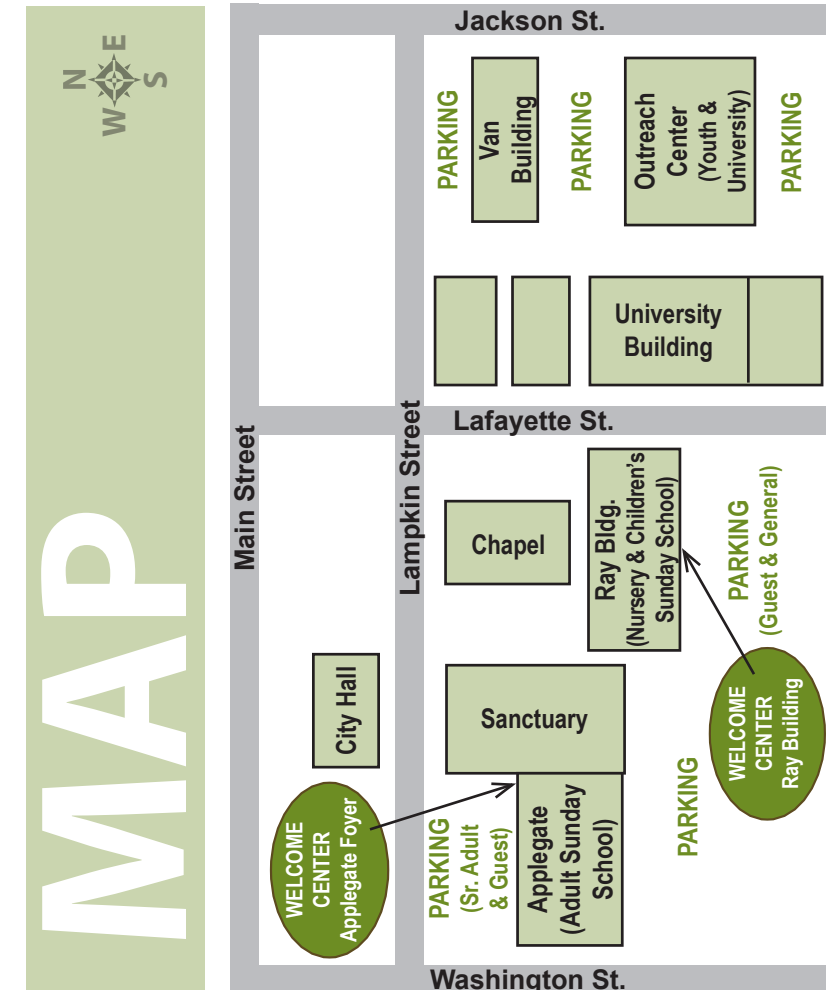 MAP
N
E
S
W
Jackson St.
Main Street
Lampkin Street
Lafayette St.
Washington St.
PARKING
Van
Building
PARKING
Outreach
Center
(Youth &
University)
PARKING
University
Building
Chapel
Ray Bldg.
(Nursery & Children's
Sunday School)
PARKING
(Guest & General)
City Hall
Sanctuary
WELCOME
CENTER
Ray Building
PARKING
WELCOME
CENTER
Applegate Foyer
PARKING
(Sr. Adult
& Guest)
Applegate
(Adult Sunday
School)